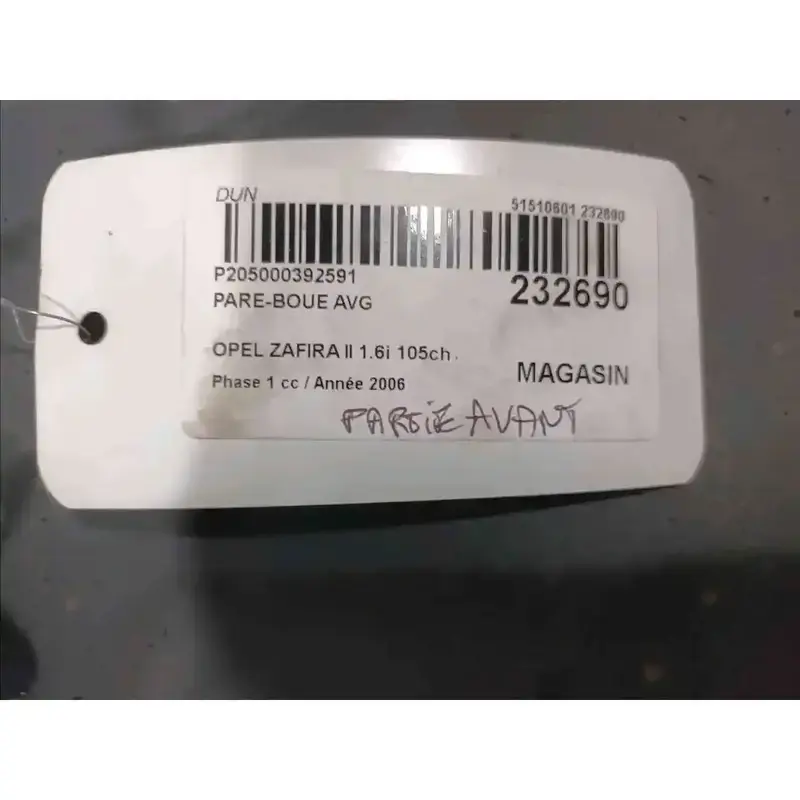 DUN
51510601 232690
P205000392591
PARE-BOUE AVG
232690
OPEL ZAFIRA II 1.6i 105ch.
MAGASIN
Phase 1 cc / Année 2006
PARTIE AVANT